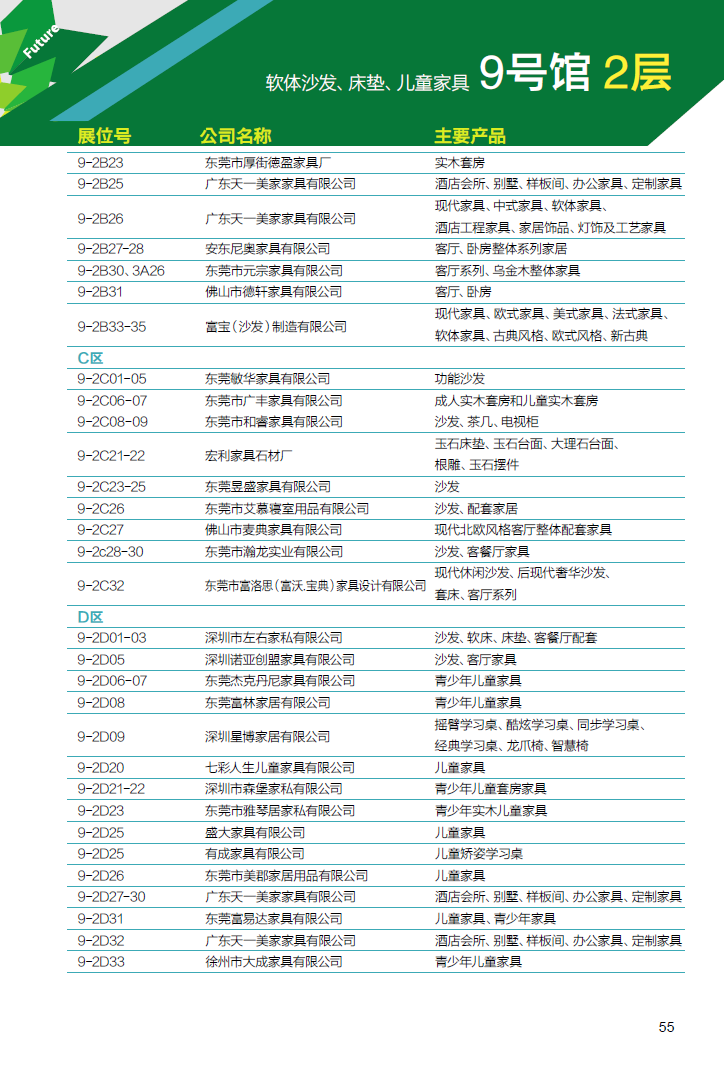 Future
软体沙发、床垫、儿童家具 9号馆 2层
展位号 公司名称 主要产品
9-2B23 东莞市厚街德盈家具厂 实木套房
9-2B25 广东天一美家家具有限公司 酒店会所、别墅、样板间、办公家具、定制家具
9-2B26 广东天一美家家具有限公司 现代家具、中式家具、软体家具、
酒店工程家具、家居饰品、灯饰及工艺家具
9-2B27-28 安东尼奥家具有限公司 客厅、卧房整体系列家居
9-2B30、3A26 东莞市元宗家具有限公司 客厅系列、乌金木整体家具
9-2B31 佛山市德轩家具有限公司 客厅、卧房
9-2B33-35 富宝（沙发）制造有限公司 现代家具、欧式家具、美式家具、法式家具、
软体家具、古典风格、欧式风格、新古典
C区
9-2C01-05 东莞敏华家具有限公司 功能沙发
9-2C06-07 东莞市广丰家具有限公司 成人实木套房和儿童实木套房
9-2C08-09 东莞市和睿家具有限公司 沙发、茶几、电视柜
9-2C21-22 宏利家具石材厂 玉石床垫、玉石台面、大理石台面、
根雕、玉石摆件
9-2C23-25 东莞昱盛家具有限公司 沙发
9-2C26 东莞市艾慕寝室用品有限公司 沙发、配套家居
9-2C27 佛山市麦典家具有限公司 现代北欧风格客厅整体配套家具
9-2c28-30 东莞市瀚龙实业有限公司 沙发、客餐厅家具
9-2C32 东莞市富洛思（富沃.宝典）家具设计有限公司 现代休闲沙发、后现代奢华沙发、
套床、客厅系列
D区
9-2D01-03 深圳市左右家私有限公司 沙发、软床、床垫、客餐厅配套
9-2D05 深圳诺亚创盟家具有限公司 沙发、客厅家具
9-2D06-07 东莞杰克丹尼家具有限公司 青少年儿童家具
9-2D08 东莞富林家居有限公司 青少年儿童家具
9-2D09 深圳星博家居有限公司 摇臂学习桌、酷炫学习桌、同步学习桌、
经典学习桌、龙爪椅、智慧椅
9-2D20 七彩人生儿童家具有限公司 儿童家具
9-2D21-22 深圳市森堡家私有限公司 青少年儿童套房家具
9-2D23 东莞市雅琴居家私有限公司 青少年实木儿童家具
9-2D25 盛大家具有限公司 儿童家具
9-2D25 有成家具有限公司 儿童矫姿学习桌
9-2D26 东莞市美郡家居用品有限公司 儿童家具
9-2D27-30 广东天一美家家具有限公司 酒店会所、别墅、样板间、办公家具、定制家具
9-2D31 东莞富易达家具有限公司 儿童家具、青少年家具
9-2D32 广东天一美家家具有限公司 酒店会所、别墅、样板间、办公家具、定制家具
9-2D33 徐州市大成家具有限公司 青少年儿童家具
55